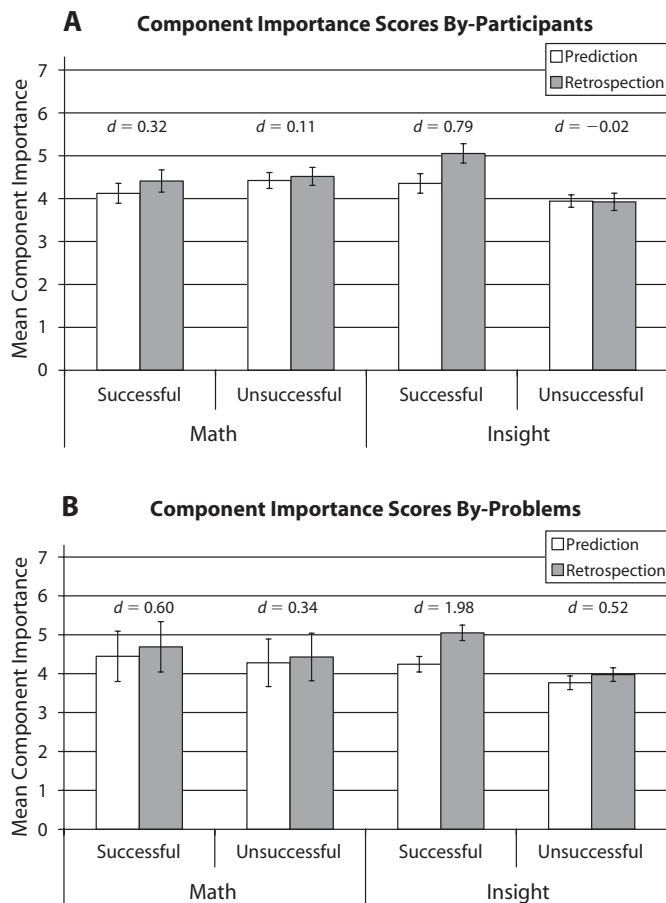 A Component Importance Scores By-Participants
Prediction
Retrospection
Mean Component Importance
7
6
5
4
3
2
1
0
d = 0.32
d = 0.11
d = 0.79
d = −0.02
Successful Unsuccessful Successful Unsuccessful
Math Insight
B Component Importance Scores By-Problems
Prediction
Retrospection
Mean Component Importance
7
6
5
4
3
2
1
0
d = 0.60
d = 0.34
d = 1.98
d = 0.52
Successful Unsuccessful Successful Unsuccessful
Math Insight